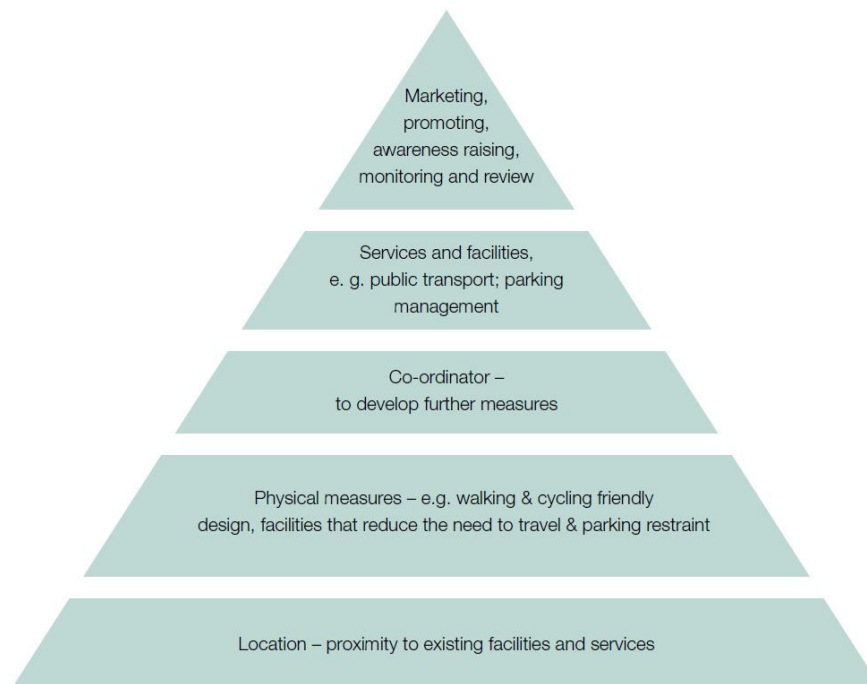 Marketing,
promoting,
awareness raising,
monitoring and review
Services and facilities,
e. g. public transport; parking
management
Co-ordinator –
to develop further measures
Physical measures – e.g. walking & cycling friendly
design, facilities that reduce the need to travel & parking restraint
Location – proximity to existing facilities and services